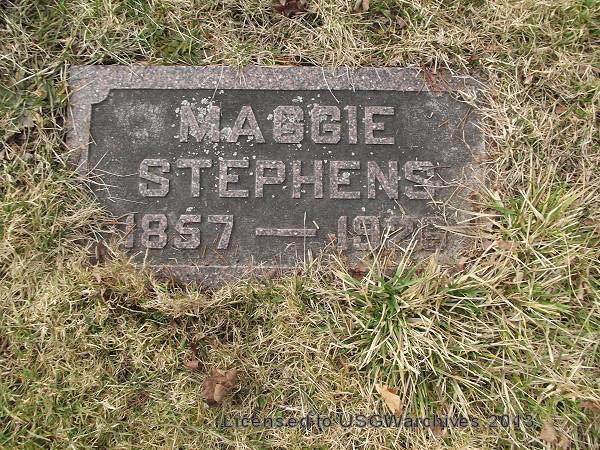 MAGGIE
STEPHENS
1857 —
Licensed to USGWarchives 2013